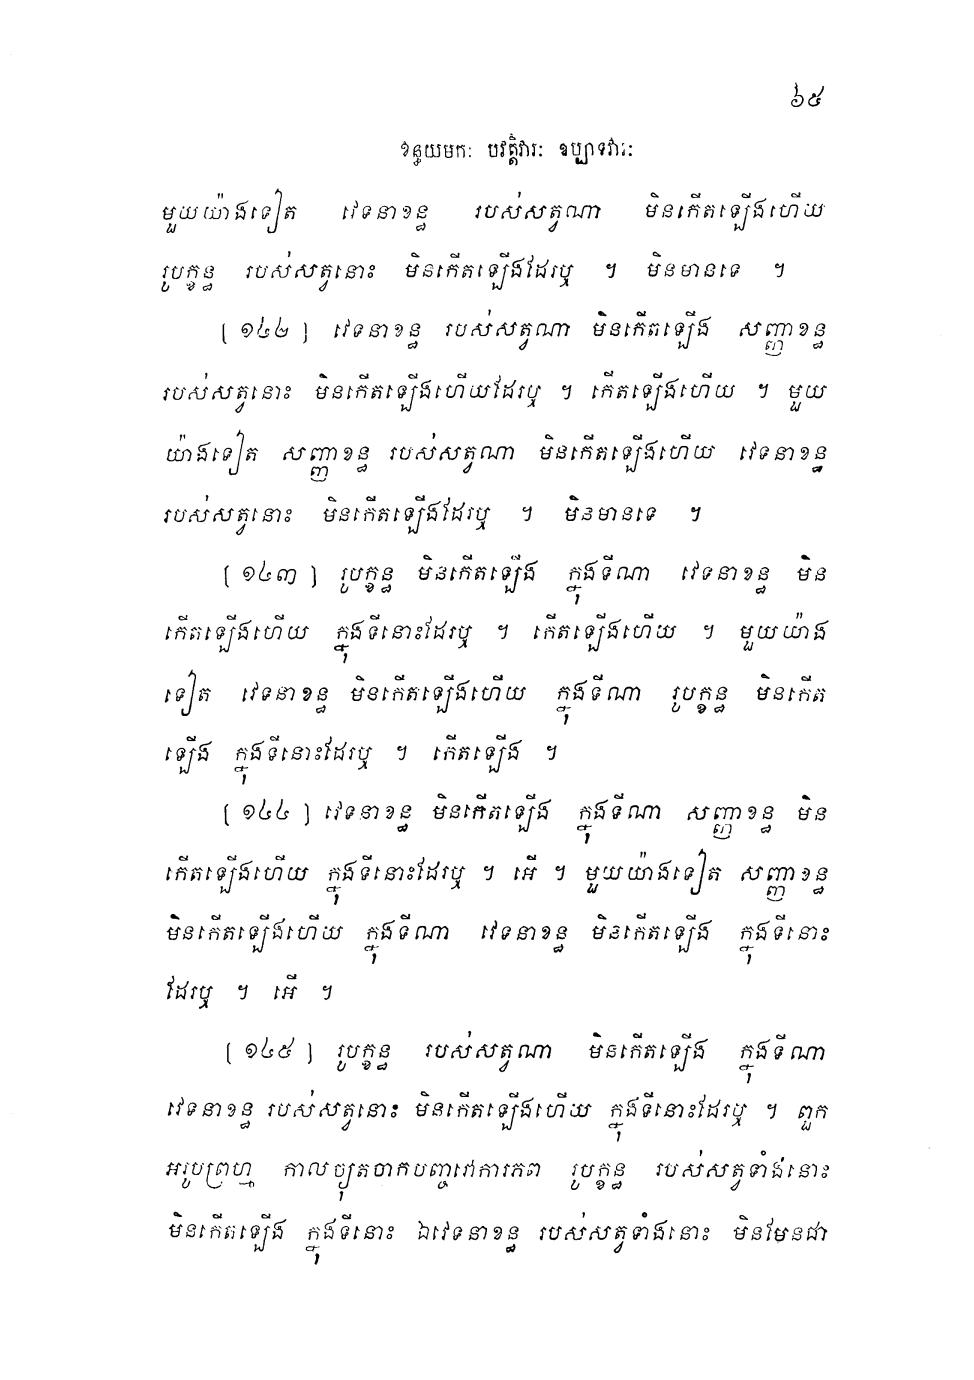 ៦៥
ខន្ធយមកៈ បវត្តិវារៈ ឧប្បាទវារៈ
មួយយ៉ាងទៀត វេទនាខន្ធ របស់សត្វណា មិនកើតឡើងហើយ
រូបក្ខន្ធ របស់សត្វនោះ មិនកើតឡើងដែរឬ ។ មិនមានទេ ។
[ ១៤២ ] វេទនាខន្ធ របស់សត្វណា មិនកើតឡើង សញ្ញាខន្ធ
របស់សត្វនោះ មិនកើតឡើងហើយដែរឬ ។ កើតឡើងហើយ ។ មួយ
យ៉ាងទៀត សញ្ញាខន្ធ របស់សត្វណា មិនកើតឡើងហើយ វេទនាខន្ធ
របស់សត្វនោះ មិនកើតឡើងដែរឬ ។ មិនមានទេ ។
[ ១៤៣ ] រូបក្ខន្ធ មិនកើតឡើង ក្នុងទីណា វេទនាខន្ធ មិន
កើតឡើងហើយ ក្នុងទីនោះដែរឬ ។ កើតឡើងហើយ ។ មួយយ៉ាង
ទៀត វេទនាខន្ធ មិនកើតឡើងហើយ ក្នុងទីណា រូបក្ខន្ធ មិនកើត
ឡើង ក្នុងទីនោះដែរឬ ។ កើតឡើង ។
[ ១៤៤ ] វេទនាខន្ធ មិនកើតឡើង ក្នុងទីណា សញ្ញាខន្ធ មិន
កើតឡើងហើយ ក្នុងទីនោះដែរឬ ។ អើ ។ មួយយ៉ាងទៀត សញ្ញាខន្ធ
មិនកើតឡើងហើយ ក្នុងទីណា វេទនាខន្ធ មិនកើតឡើង ក្នុងទីនោះ
ដែរឬ ។ អើ ។
[ ១៤៥ ] រូបក្ខន្ធ របស់សត្វណា មិនកើតឡើង ក្នុងទីណា
វេទនាខន្ធ របស់សត្វនោះ មិនកើតឡើងហើយ ក្នុងទីនោះដែរឬ ។ ពួក
អរូបព្រហ្ម កាលច្យុតចាកបញ្ចវោការភព រូបក្ខន្ធ របស់សត្វទាំងនោះ
មិនកើតឡើង ក្នុងទីនោះ ឯវេទនាខន្ធ របស់សត្វទាំងនោះ មិនមែនជា